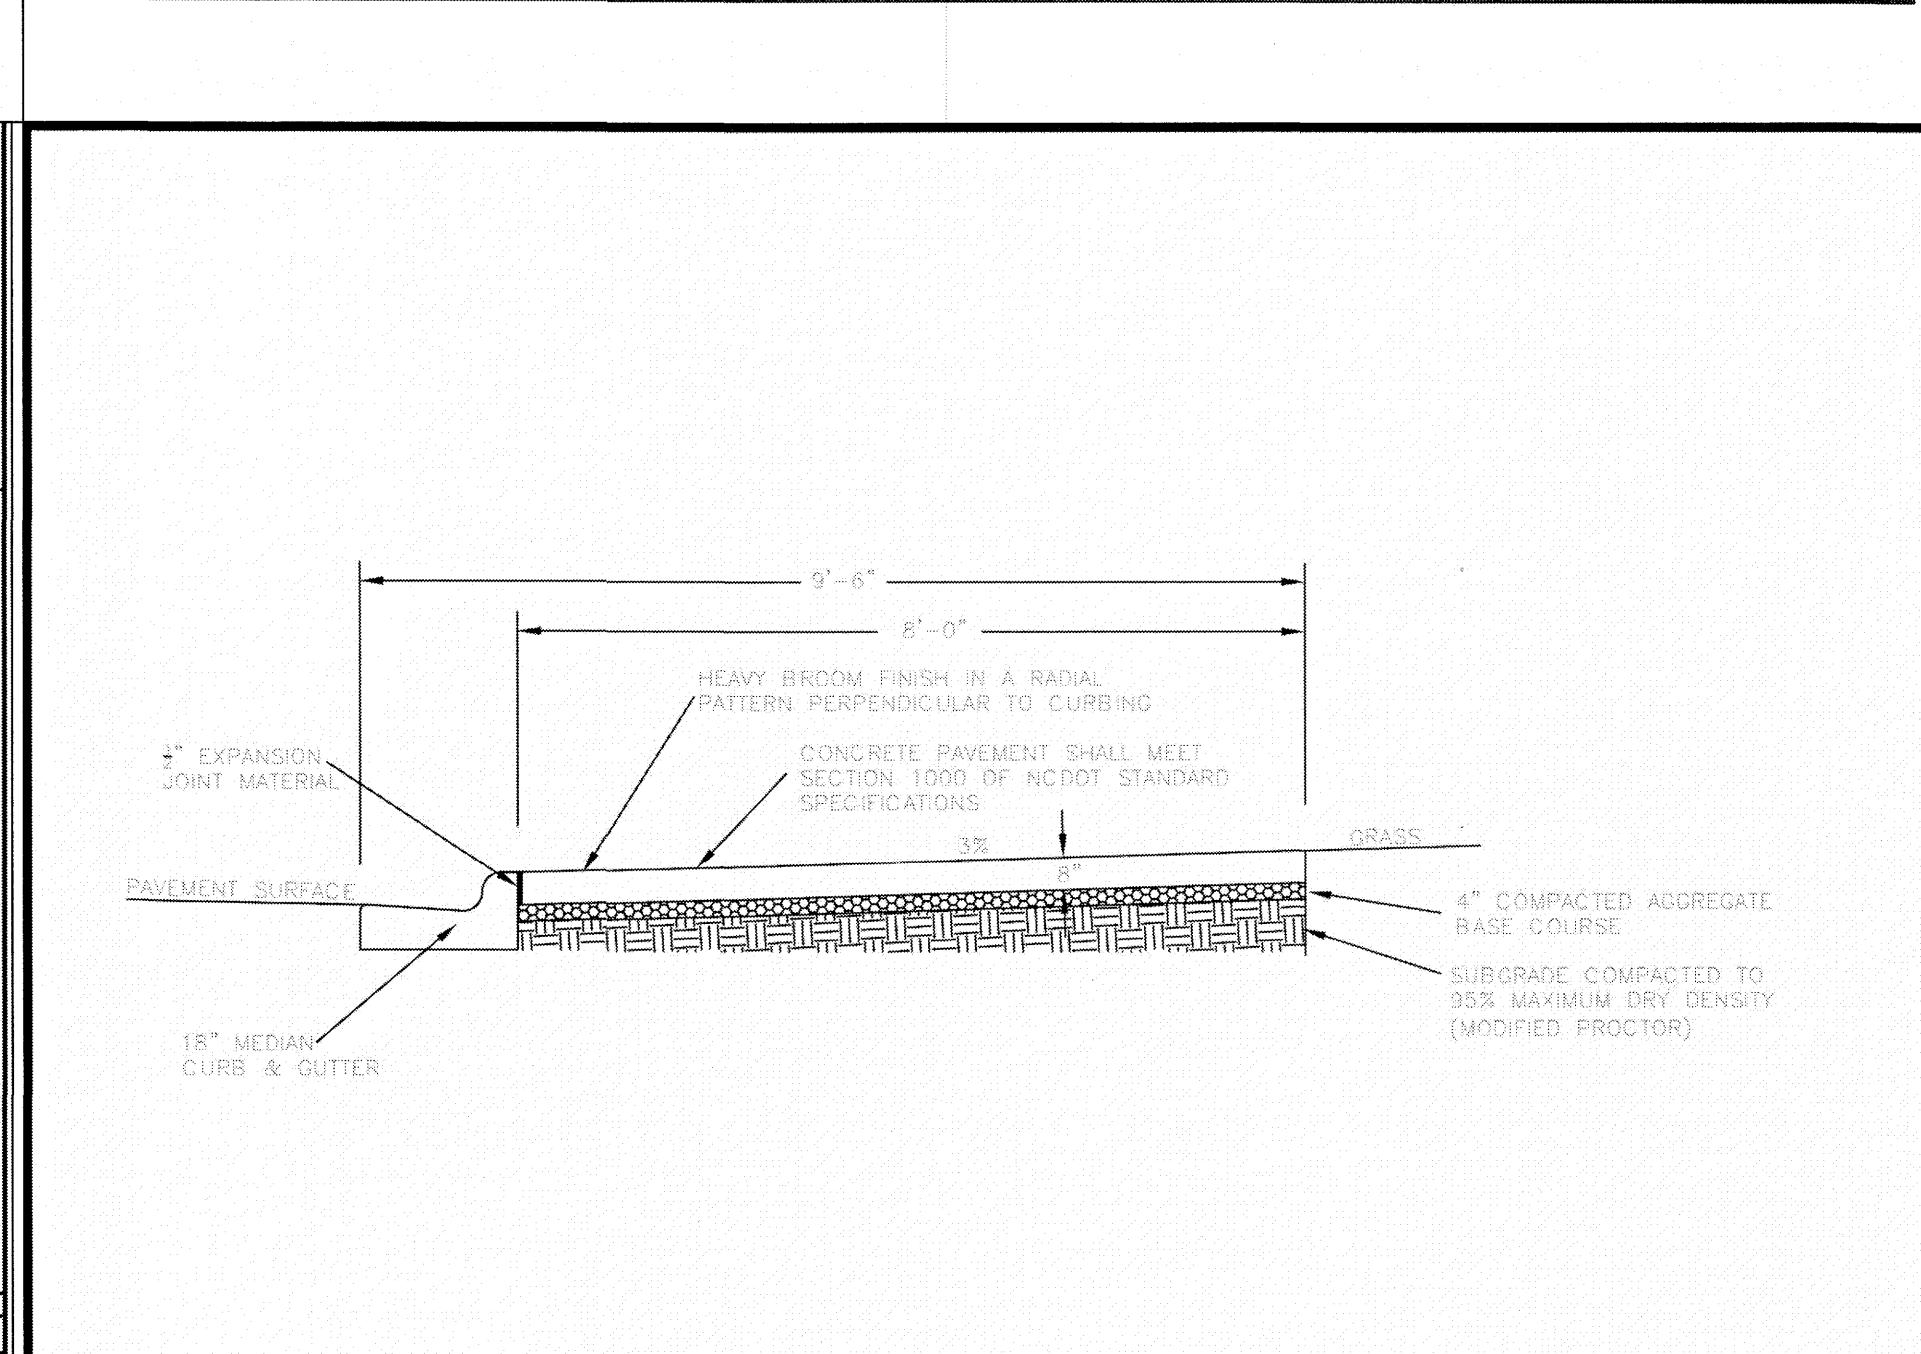 9'-6"
8'-0"
HEAVY BROOM FINISH IN A RADIAL
PATTERN PERPENDICULAR TO CURBING
½" EXPANSION
JOINT MATERIAL
CONCRETE PAVEMENT SHALL MEET
SECTION 1000 OF NCDOT STANDARD
SPECIFICATIONS
3%
GRASS
8"
PAVEMENT SURFACE
4" COMPACTED AGGREGATE
BASE COURSE
SUBGRADE COMPACTED TO
95% MAXIMUM DRY DENSITY
(MODIFIED PROCTOR)
18" MEDIAN
CURB & GUTTER